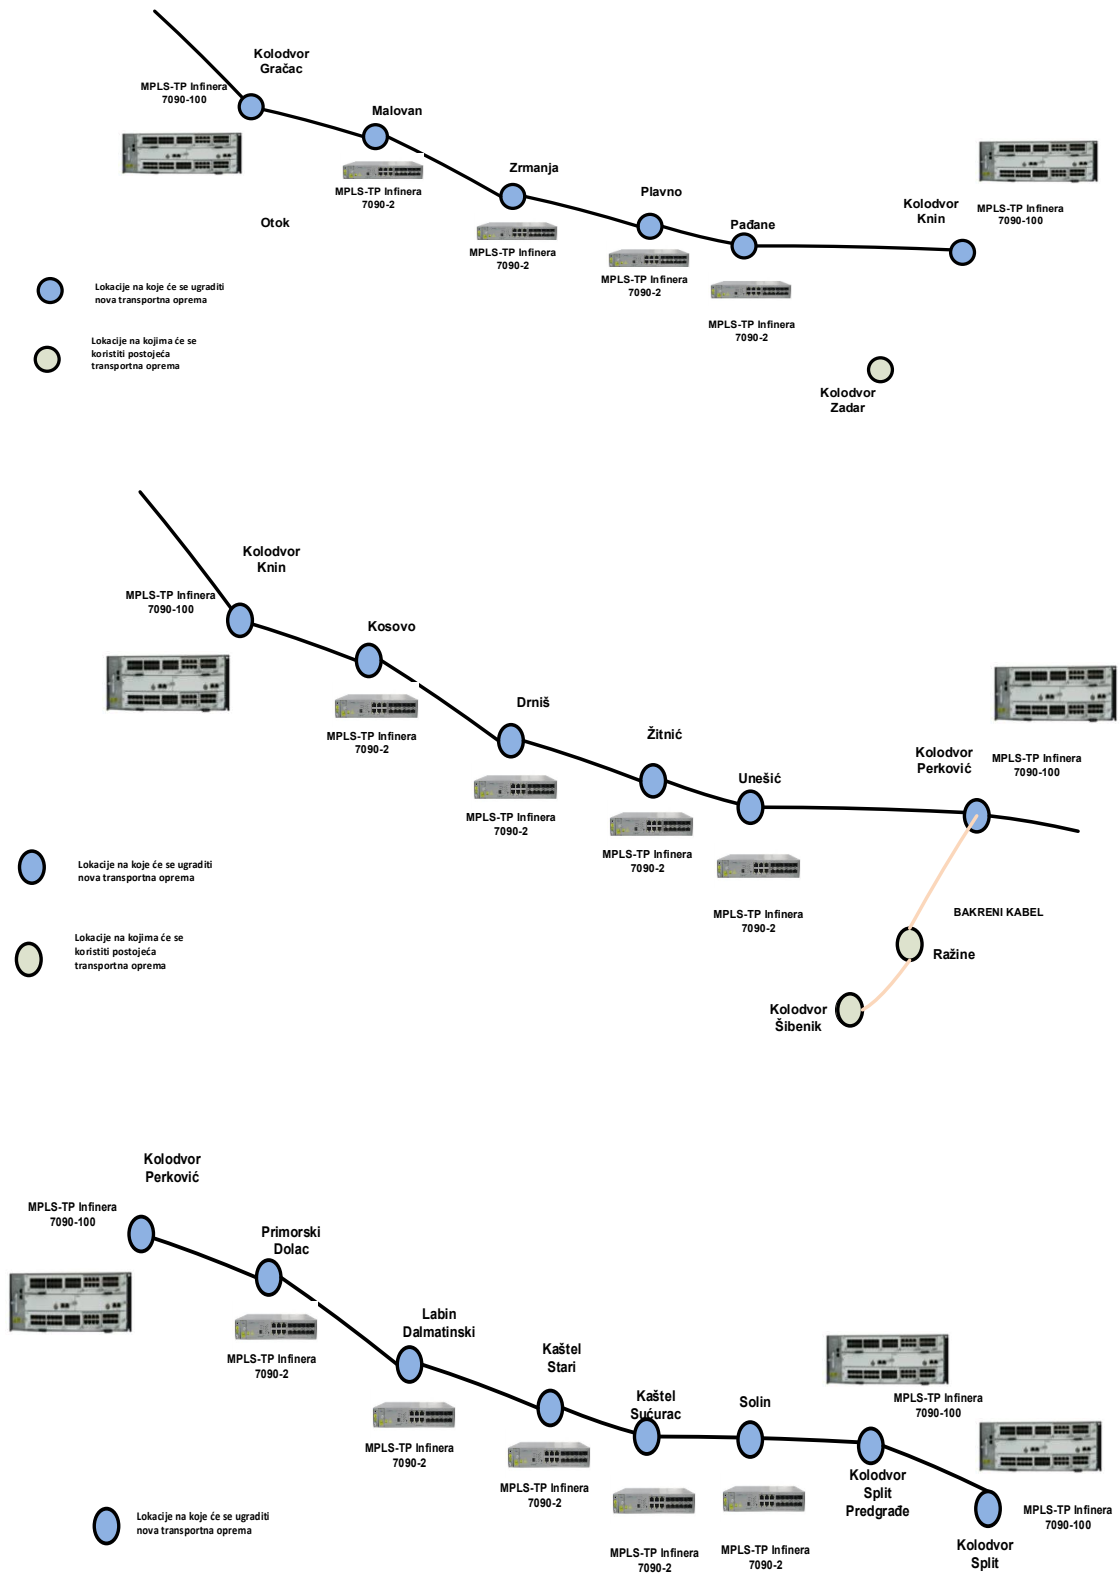 Kolodvor
Gračac
MPLS-TP Infinera
7090-100
Malovan
MPLS-TP Infinera
7090-2
Zrmanja
MPLS-TP Infinera
7090-2
Plavno
MPLS-TP Infinera
7090-2
Pađane
MPLS-TP Infinera
7090-2
Kolodvor
Knin
MPLS-TP Infinera
7090-100
Otok
Lokacije na koje će se ugraditi
nova transportna oprema
Lokacije na kojima će se
koristiti postojeća
transportna oprema
Kolodvor
Zadar
Kolodvor
Knin
MPLS-TP Infinera
7090-100
Kosovo
MPLS-TP Infinera
7090-2
Drniš
MPLS-TP Infinera
7090-2
Žitnić
MPLS-TP Infinera
7090-2
Unešić
MPLS-TP Infinera
7090-2
Kolodvor
Perković
MPLS-TP Infinera
7090-100
Lokacije na koje će se ugraditi
nova transportna oprema
Lokacije na kojima će se
koristiti postojeća
transportna oprema
BAKRENI KABEL
Ražine
Kolodvor
Šibenik
Kolodvor
Perković
MPLS-TP Infinera
7090-100
Primorski
Dolac
MPLS-TP Infinera
7090-2
Labin
Dalmatinski
MPLS-TP Infinera
7090-2
Kaštel
Stari
MPLS-TP Infinera
7090-2
Kaštel
Sućurac
MPLS-TP Infinera
7090-2
Solin
MPLS-TP Infinera
7090-2
MPLS-TP Infinera
7090-100
Kolodvor
Split
Predgrađe
MPLS-TP Infinera
7090-100
Kolodvor
Split
Lokacije na koje će se ugraditi
nova transportna oprema